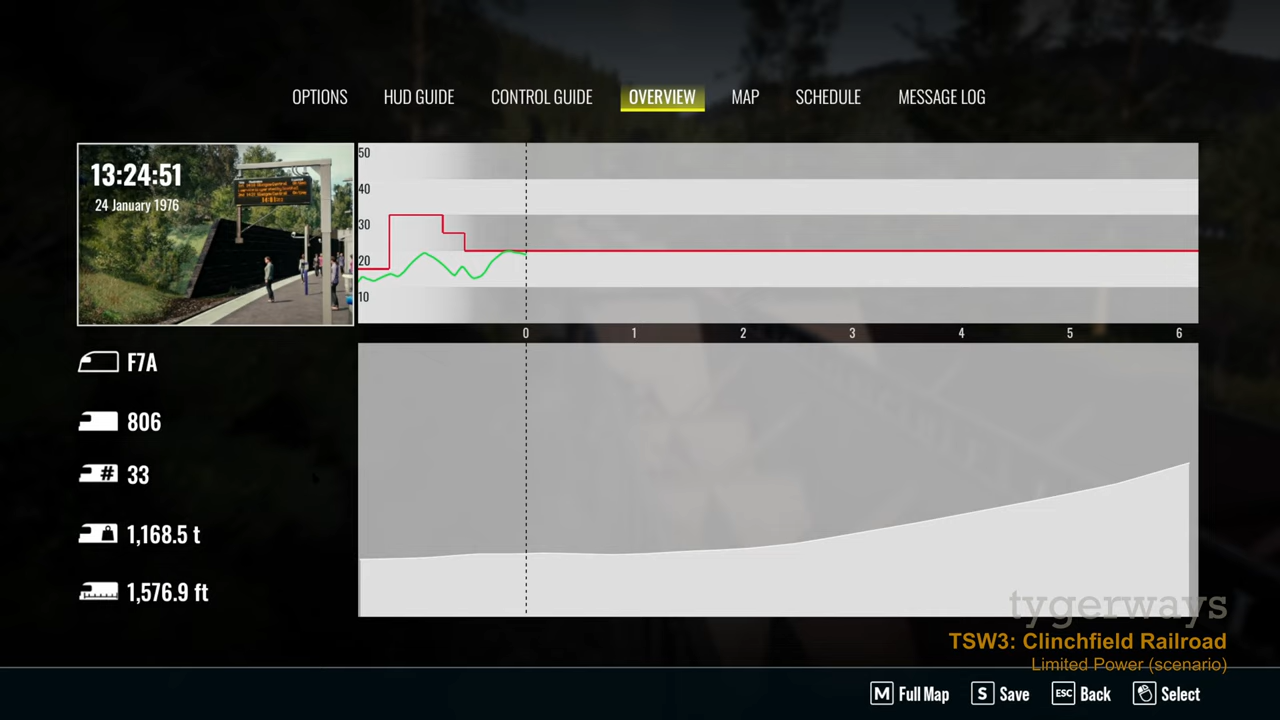 OPTIONS HUD GUIDE CONTROL GUIDE OVERVIEW MAP SCHEDULE MESSAGE LOG
13:24:51
24 January 1976
50
40
30
20
10
0 1 2 3 4 5 6
F7A
806
# 33
1,168.5 t
1,576.9 ft
tygerways
TSW3: Clinchfield Railroad
Limited Power (scenario)
M Full Map S Save ESC Back Select